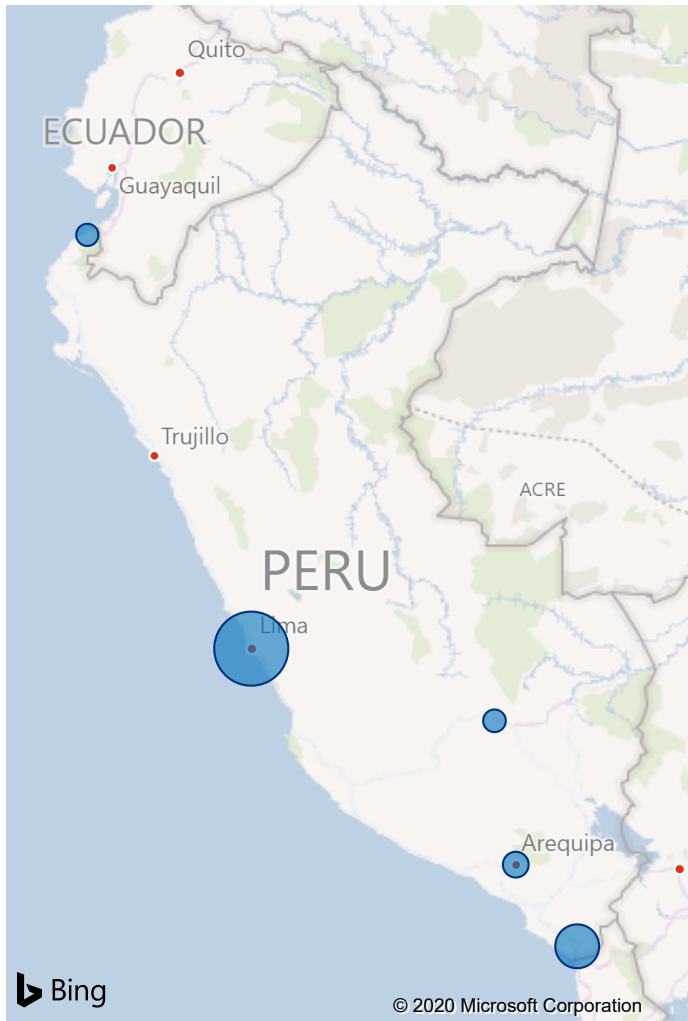 Quito
ECUADOR
Guayaquil
Trujillo
ACRE
PERU
Lima
Arequipa
Bing
© 2020 Microsoft Corporation